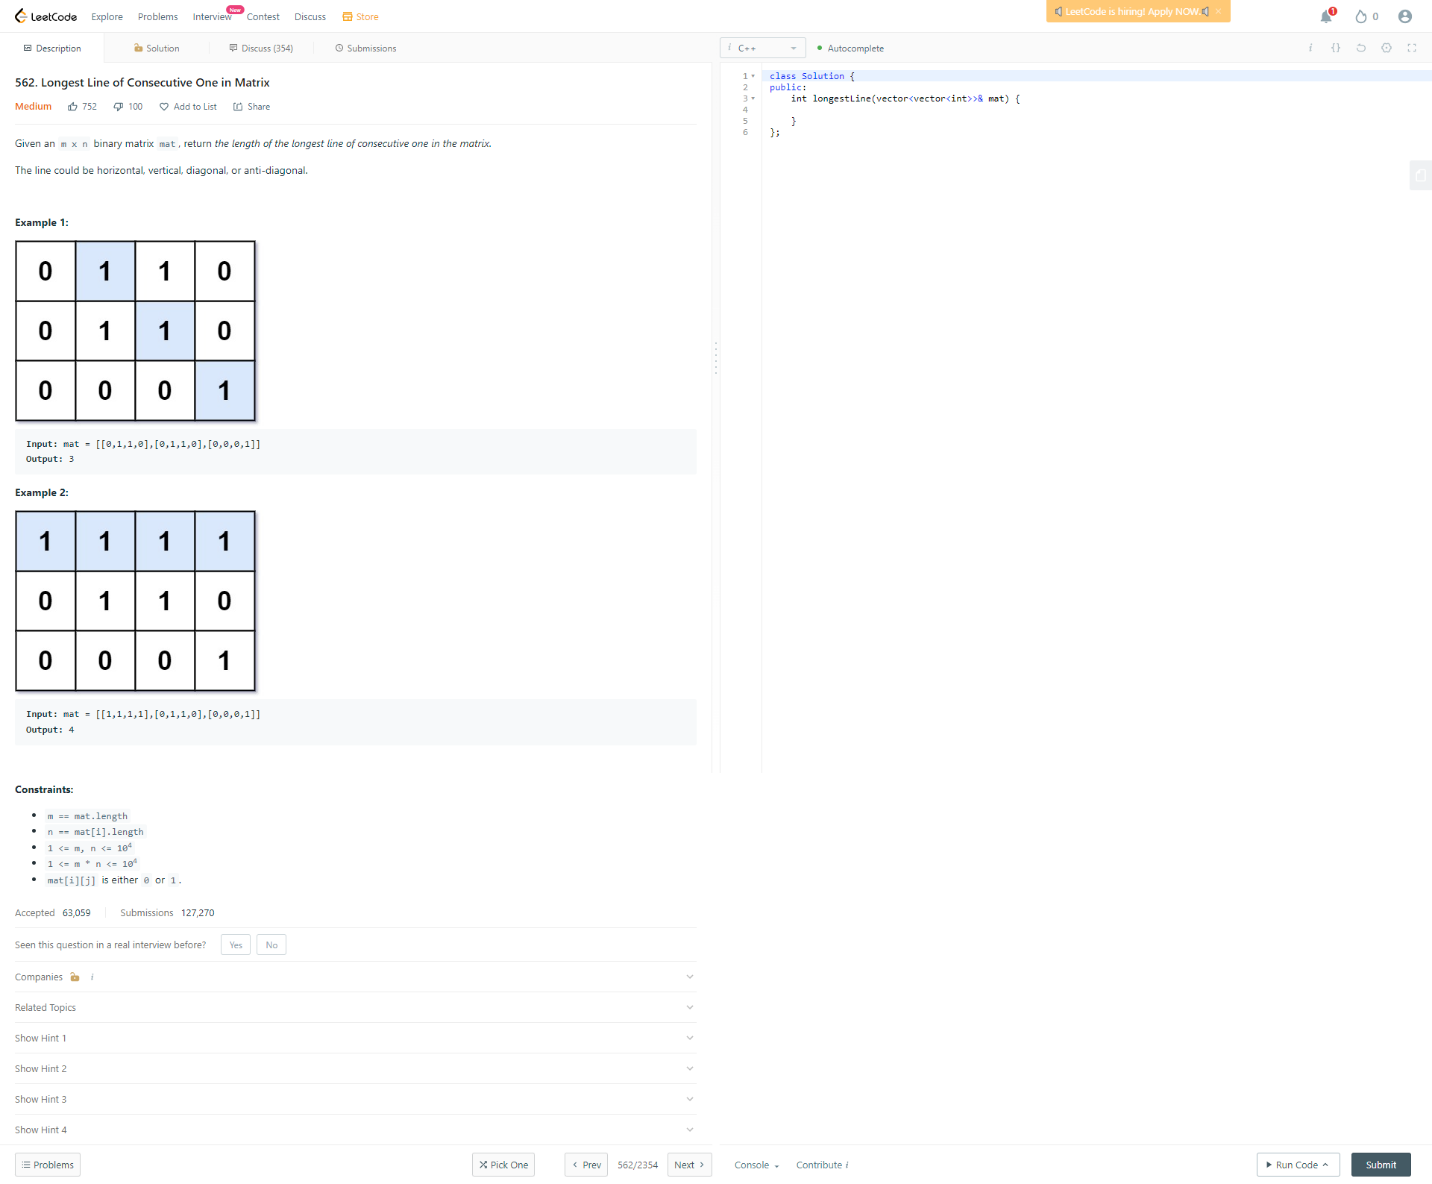 LeetCode Explore Problems Interview New Contest Discuss Store LeetCode is hiring! Apply NOW. × 1 0
Description Solution Discuss (354) Submissions
i C++ Autocomplete i {}
562. Longest Line of Consecutive One in Matrix
Medium 752 100 Add to List Share
Given an m x n binary matrix mat, return the length of the longest line of consecutive one in the matrix.
The line could be horizontal, vertical, diagonal, or anti-diagonal.
Example 1:
0 1 1 0
0 1 1 0
0 0 0 1
Input: mat = [[0,1,1,0],[0,1,1,0],[0,0,0,1]]
Output: 3
Example 2:
1 1 1 1
0 1 1 0
0 0 0 1
Input: mat = [[1,1,1,1],[0,1,1,0],[0,0,0,1]]
Output: 4
Constraints:
• m == mat.length
• n == mat[i].length
• 1 <= m, n <= 10⁴
• 1 <= m * n <= 10⁴
• mat[i][j] is either 0 or 1.
Accepted 63,059 Submissions 127,270
Seen this question in a real interview before? Yes No
Companies i
Related Topics
Show Hint 1
Show Hint 2
Show Hint 3
Show Hint 4
Problems Pick One < Prev 562/2354 Next >
1 class Solution {
2 public:
3 int longestLine(vector<vector<int>>& mat) {
4
5 }
6 };
Console Contribute i Run Code Submit